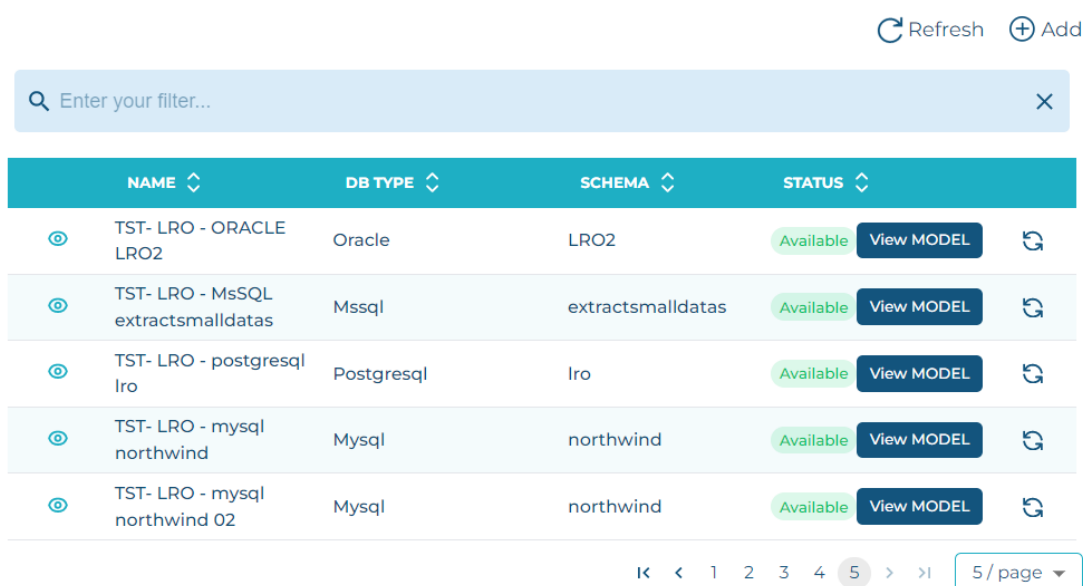 Refresh Add
Enter your filter...
NAME DB TYPE SCHEMA STATUS
TST- LRO - ORACLE
LRO2 Oracle LRO2 Available View MODEL
TST- LRO - MsSQL
extractsmalldatas Mssql extractsmalldatas Available View MODEL
TST- LRO - postgresql
lro Postgresql lro Available View MODEL
TST- LRO - mysql
northwind Mysql northwind Available View MODEL
TST- LRO - mysql
northwind 02 Mysql northwind Available View MODEL
1 2 3 4 5 5 / page